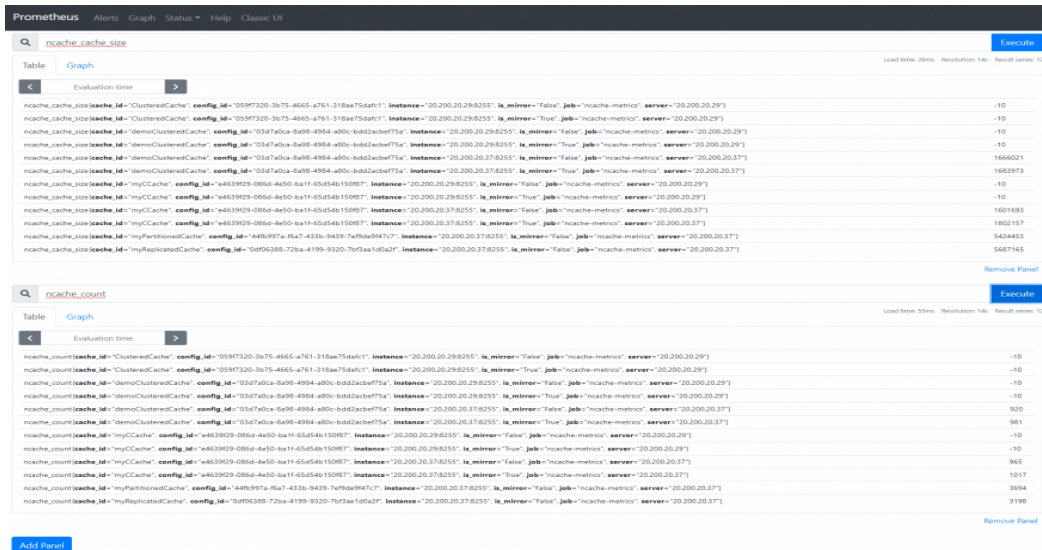 Prometheus Alerts Graph Status Help Classic UI
ncache_cache_size Execute
Load time: 26ms Resolution: 14s Result series: 12
Table Graph
Evaluation time
ncache_cache_size{cache_id="ClusteredCache", config_id="059f7320-3b75-4665-a761-318ae75dafc1", instance="20.200.20.29:8255", is_mirror="False", job="ncache-metrics", server="20.200.20.29"} -10
ncache_cache_size{cache_id="ClusteredCache", config_id="059f7320-3b75-4665-a761-318ae75dafc1", instance="20.200.20.29:8255", is_mirror="True", job="ncache-metrics", server="20.200.20.29"} -10
ncache_cache_size{cache_id="demoClusteredCache", config_id="03d7a0ca-8a98-4984-a80c-bdd2acbef75a", instance="20.200.20.29:8255", is_mirror="False", job="ncache-metrics", server="20.200.20.29"} -10
ncache_cache_size{cache_id="demoClusteredCache", config_id="03d7a0ca-8a98-4984-a80c-bdd2acbef75a", instance="20.200.20.29:8255", is_mirror="True", job="ncache-metrics", server="20.200.20.29"} -10
ncache_cache_size{cache_id="demoClusteredCache", config_id="03d7a0ca-8a98-4984-a80c-bdd2acbef75a", instance="20.200.20.37:8255", is_mirror="False", job="ncache-metrics", server="20.200.20.37"} 1666021
ncache_cache_size{cache_id="demoClusteredCache", config_id="03d7a0ca-8a98-4984-a80c-bdd2acbef75a", instance="20.200.20.37:8255", is_mirror="True", job="ncache-metrics", server="20.200.20.37"} 1683973
ncache_cache_size{cache_id="myCCache", config_id="e4639f29-086d-4e50-ba1f-65d54b150f87", instance="20.200.20.29:8255", is_mirror="False", job="ncache-metrics", server="20.200.20.29"} -10
ncache_cache_size{cache_id="myCCache", config_id="e4639f29-086d-4e50-ba1f-65d54b150f87", instance="20.200.20.29:8255", is_mirror="True", job="ncache-metrics", server="20.200.20.29"} -10
ncache_cache_size{cache_id="myCCache", config_id="e4639f29-086d-4e50-ba1f-65d54b150f87", instance="20.200.20.37:8255", is_mirror="False", job="ncache-metrics", server="20.200.20.37"} 1601693
ncache_cache_size{cache_id="myCCache", config_id="e4639f29-086d-4e50-ba1f-65d54b150f87", instance="20.200.20.37:8255", is_mirror="True", job="ncache-metrics", server="20.200.20.37"} 1802157
ncache_cache_size{cache_id="myPartitionedCache", config_id="44fb997a-f6a7-433b-9439-7ef9de9f47c7", instance="20.200.20.37:8255", is_mirror="False", job="ncache-metrics", server="20.200.20.37"} 5424453
ncache_cache_size{cache_id="myReplicatedCache", config_id="0df06388-72ba-4199-9320-7bf3ae1d0a2f", instance="20.200.20.37:8255", is_mirror="False", job="ncache-metrics", server="20.200.20.37"} 5687165
Remove Panel
ncache_count Execute
Load time: 55ms Resolution: 14s Result series: 12
Table Graph
Evaluation time
ncache_count{cache_id="ClusteredCache", config_id="059f7320-3b75-4665-a761-318ae75dafc1", instance="20.200.20.29:8255", is_mirror="False", job="ncache-metrics", server="20.200.20.29"} -10
ncache_count{cache_id="ClusteredCache", config_id="059f7320-3b75-4665-a761-318ae75dafc1", instance="20.200.20.29:8255", is_mirror="True", job="ncache-metrics", server="20.200.20.29"} -10
ncache_count{cache_id="demoClusteredCache", config_id="03d7a0ca-8a98-4984-a80c-bdd2acbef75a", instance="20.200.20.29:8255", is_mirror="False", job="ncache-metrics", server="20.200.20.29"} -10
ncache_count{cache_id="demoClusteredCache", config_id="03d7a0ca-8a98-4984-a80c-bdd2acbef75a", instance="20.200.20.29:8255", is_mirror="True", job="ncache-metrics", server="20.200.20.29"} -10
ncache_count{cache_id="demoClusteredCache", config_id="03d7a0ca-8a98-4984-a80c-bdd2acbef75a", instance="20.200.20.37:8255", is_mirror="False", job="ncache-metrics", server="20.200.20.37"} 920
ncache_count{cache_id="demoClusteredCache", config_id="03d7a0ca-8a98-4984-a80c-bdd2acbef75a", instance="20.200.20.37:8255", is_mirror="True", job="ncache-metrics", server="20.200.20.37"} 981
ncache_count{cache_id="myCCache", config_id="e4639f29-086d-4e50-ba1f-65d54b150f87", instance="20.200.20.29:8255", is_mirror="False", job="ncache-metrics", server="20.200.20.29"} -10
ncache_count{cache_id="myCCache", config_id="e4639f29-086d-4e50-ba1f-65d54b150f87", instance="20.200.20.29:8255", is_mirror="True", job="ncache-metrics", server="20.200.20.29"} -10
ncache_count{cache_id="myCCache", config_id="e4639f29-086d-4e50-ba1f-65d54b150f87", instance="20.200.20.37:8255", is_mirror="False", job="ncache-metrics", server="20.200.20.37"} 965
ncache_count{cache_id="myCCache", config_id="e4639f29-086d-4e50-ba1f-65d54b150f87", instance="20.200.20.37:8255", is_mirror="True", job="ncache-metrics", server="20.200.20.37"} 1017
ncache_count{cache_id="myPartitionedCache", config_id="44fb997a-f6a7-433b-9439-7ef9de9f47c7", instance="20.200.20.37:8255", is_mirror="False", job="ncache-metrics", server="20.200.20.37"} 3694
ncache_count{cache_id="myReplicatedCache", config_id="0df06388-72ba-4199-9320-7bf3ae1d0a2f", instance="20.200.20.37:8255", is_mirror="False", job="ncache-metrics", server="20.200.20.37"} 3198
Remove Panel
Add Panel